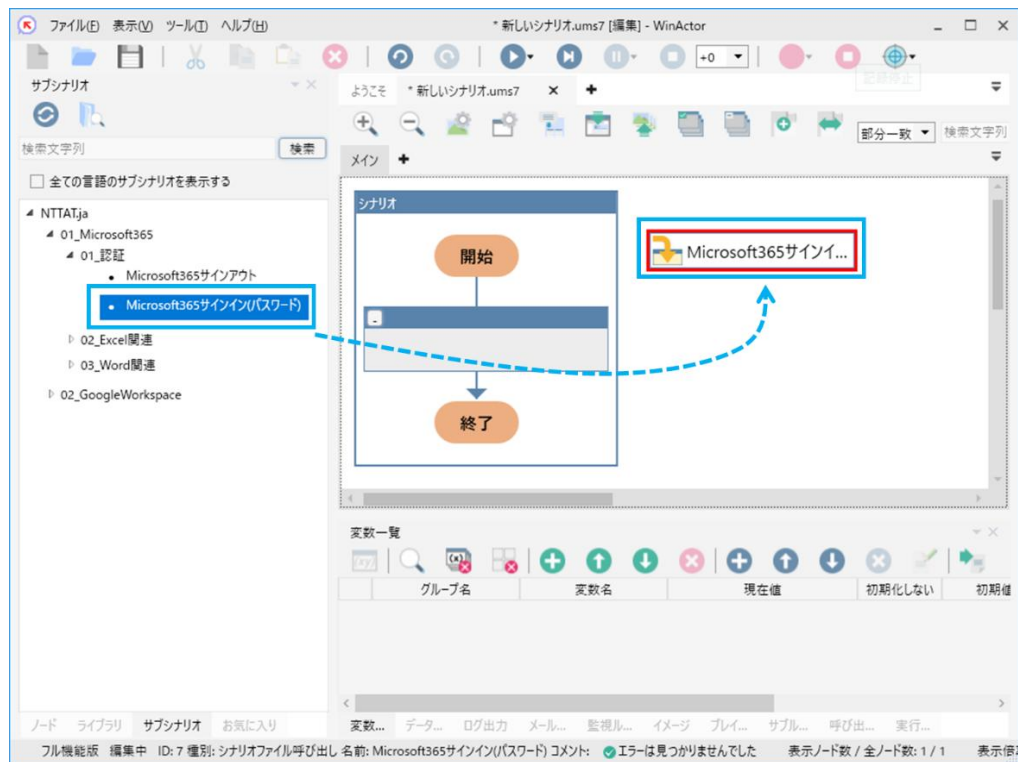 ファイル(F) 表示(V) ツール(T) ヘルプ(H)
* 新しいシナリオ.ums7 [編集] - WinActor
+0
記録停止
サブシナリオ
検索文字列
検索
全ての言語のサブシナリオを表示する
NTTAT.ja
01_Microsoft365
01_認証
Microsoft365サインアウト
Microsoft365サインイン(パスワード)
02_Excel関連
03_Word関連
02_GoogleWorkspace
ノード ライブラリ サブシナリオ お気に入り
ようこそ * 新しいシナリオ.ums7
部分一致 検索文字列
メイン
シナリオ
開始
終了
Microsoft365サインイ...
変数一覧
グループ名 変数名 現在値 初期化しない 初期値
変数... データ... ログ出力 メール... 監視ル... イメージ プレイ... サブル... 呼び出... 実行...
フル機能版 編集中 ID: 7 種別: シナリオファイル呼び出し 名前: Microsoft365サインイン(パスワード) コメント: エラーは見つかりませんでした 表示ノード数 / 全ノード数: 1 / 1 表示倍